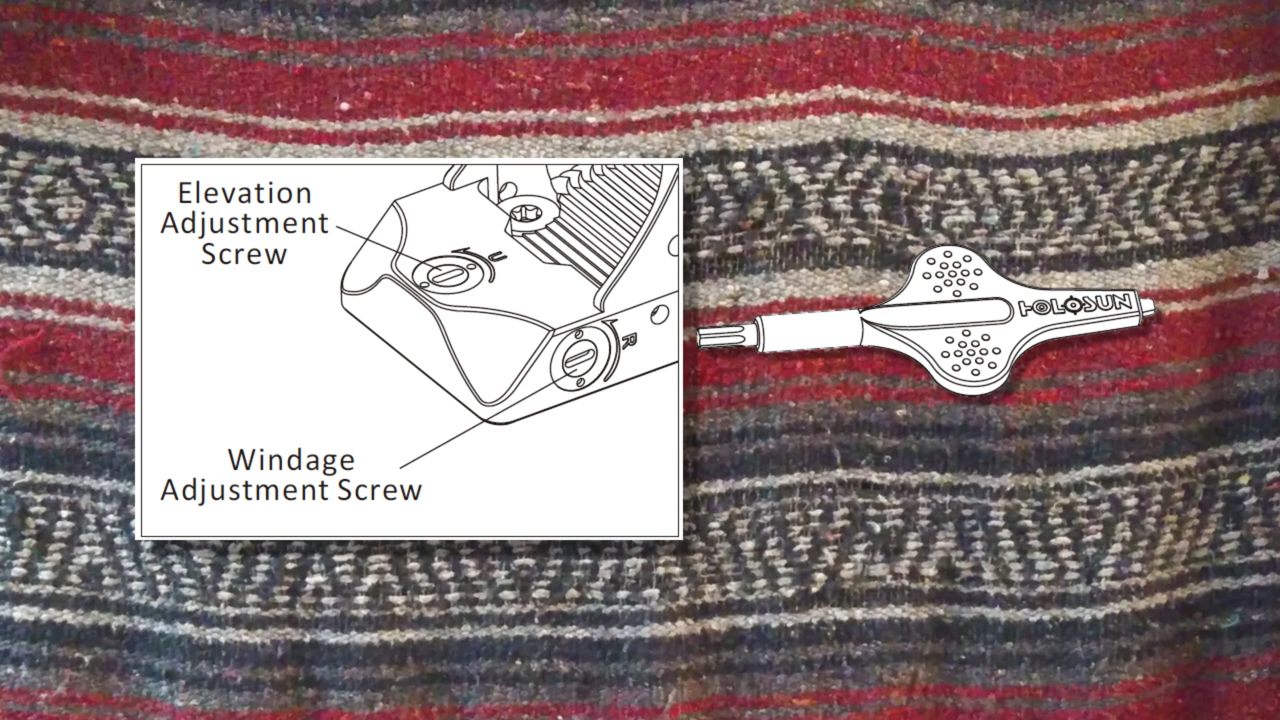 Elevation
Adjustment
Screw
U
R
Windage
Adjustment Screw
HOLOSUN